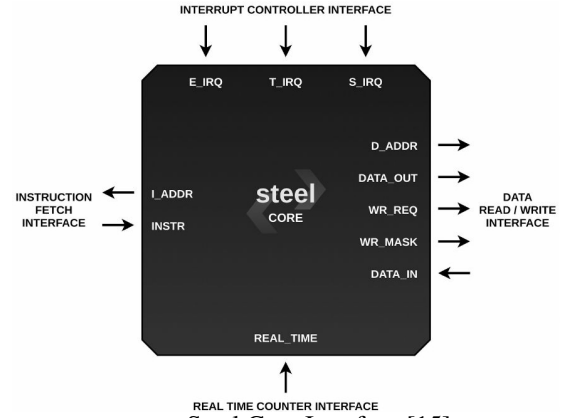 INTERRUPT CONTROLLER INTERFACE
E_IRQ T_IRQ S_IRQ
D_ADDR
DATA_OUT
WR_REQ
WR_MASK
DATA_IN
DATA
READ / WRITE
INTERFACE
I_ADDR
INSTR
INSTRUCTION
FETCH
INTERFACE
steel
CORE
REAL_TIME
REAL TIME COUNTER INTERFACE
[15]